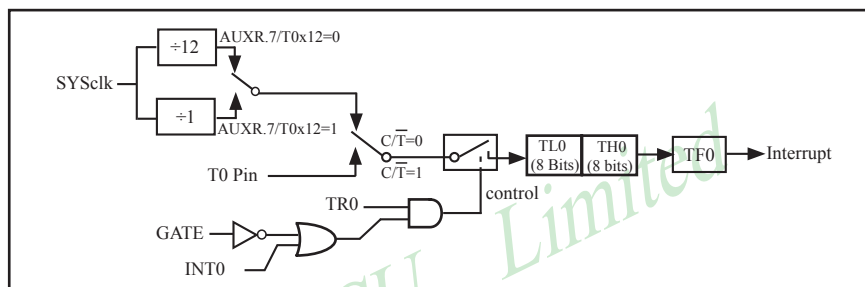 ÷12
AUXR.7/T0x12=0
SYSclk
÷1
AUXR.7/T0x12=1
C/T̅=0
C/T̅=1
T0 Pin
TL0
(8 Bits)
TH0
(8 bits)
TF0
Interrupt
control
TR0
GATE
INT0
Limited